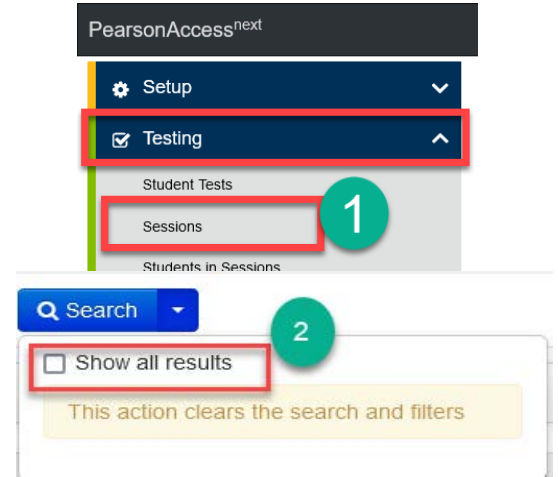 PearsonAccessnext
Setup
Testing
Student Tests
Sessions
1
Students in Sessions
Search
2
Show all results
This action clears the search and filters